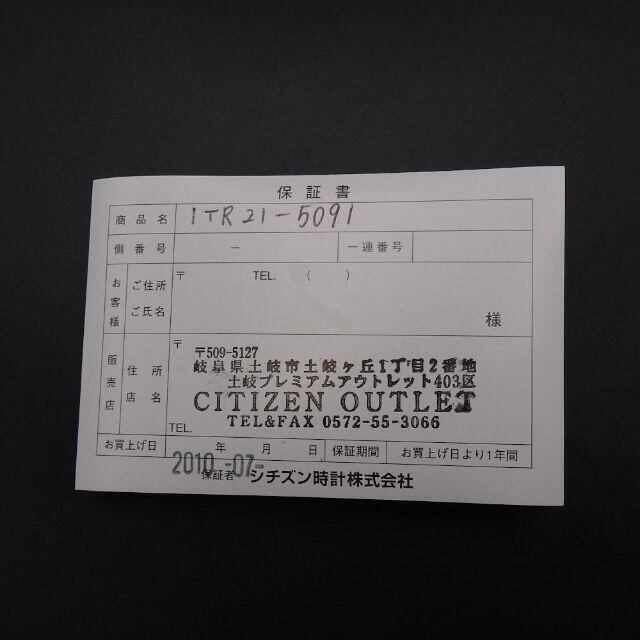 保証書
商品名 ITR21-5091
側番号 - 一連番号
お客様 ご住所 ご氏名 〒 TEL. ( ) 様
販売店 住所 店名 〒 TEL.
〒509-5127
岐阜県土岐市土岐ヶ丘1丁目2番地
土岐プレミアムアウトレット403区
CITIZEN OUTLET
TEL&FAX 0572-55-3066
お買上げ日 年 月 日 保証期間 お買上げ日より1年間
2010 -07-
保証者 シチズン時計株式会社